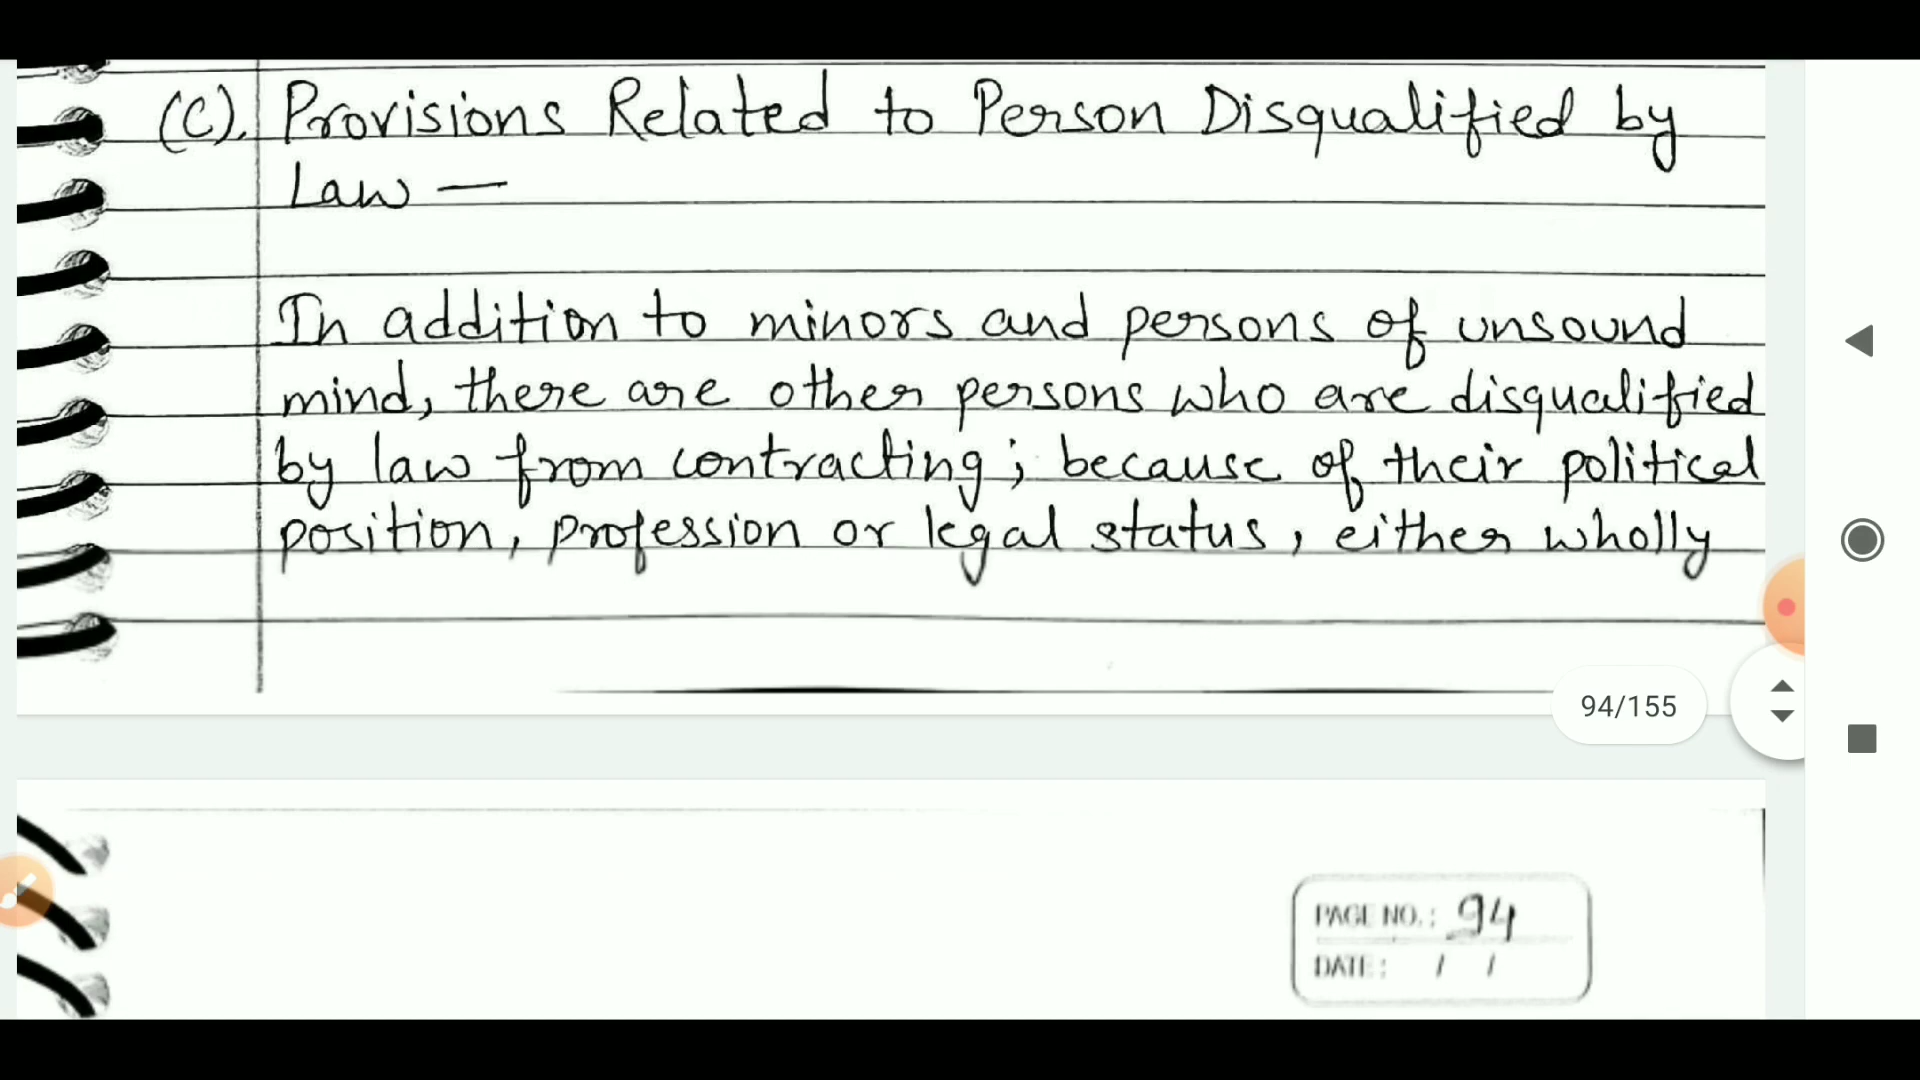 (C). Provisions Related to Person Disqualified by
Law —
In addition to minors and persons of unsound
mind, there are other persons who are disqualified
by law from contracting; because of their political
position, profession or legal status, either wholly
94/155
PAGE NO.: 94
DATE: / /